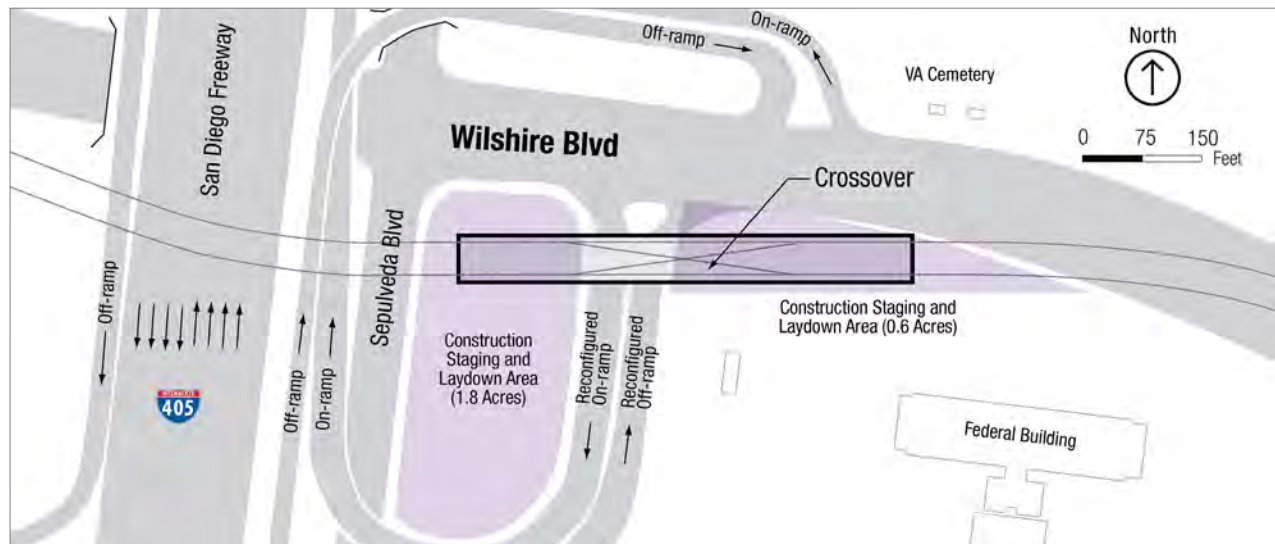 San Diego Freeway
Off-ramp
On-ramp
VA Cemetery
North
0 75 150
Feet
Wilshire Blvd
Crossover
Sepulveda Blvd
Off-ramp
INTERSTATE
405
Off-ramp
On-ramp
Construction
Staging and
Laydown Area
(1.8 Acres)
Reconfigured
On-ramp
Reconfigured
Off-ramp
Construction Staging and
Laydown Area (0.6 Acres)
Federal Building